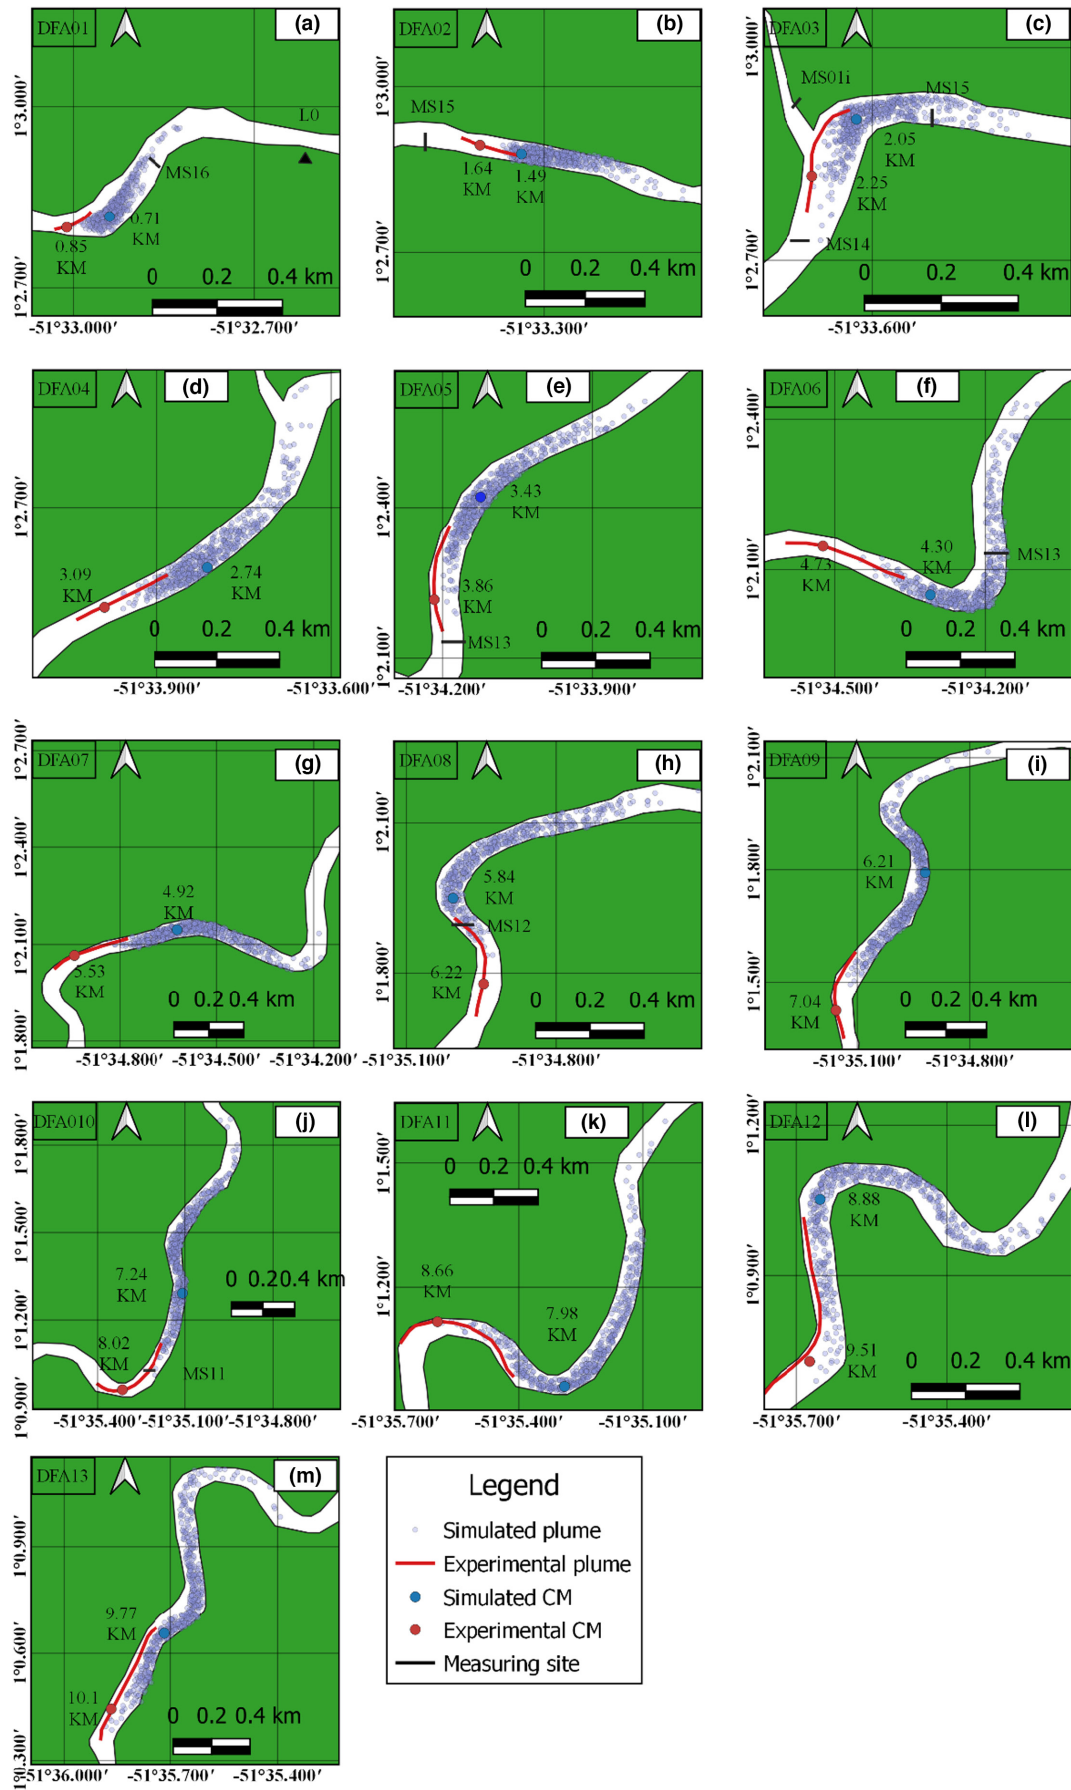 DFA01
(a)
1°3.000′
1°2.700′
L0
MS16
0.71
KM
0.85
KM
0 0.2 0.4 km
-51°33.000′ -51°32.700′
DFA02
(b)
1°3.000′
1°2.700′
MS15
1.64
KM
1.49
KM
0 0.2 0.4 km
-51°33.300′
DFA03
(c)
1°3.000′
1°2.700′
MS01i
MS15
2.05
KM
2.25
KM
MS14
0 0.2 0.4 km
-51°33.600′
DFA04
(d)
1°2.700′
3.09
KM
2.74
KM
0 0.2 0.4 km
-51°33.900′ -51°33.600′
DFA05
(e)
1°2.400′
1°2.100′
3.43
KM
3.86
KM
MS13
0 0.2 0.4 km
-51°34.200′ -51°33.900′
DFA06
(f)
1°2.400′
1°2.100′
4.30
KM
MS13
4.73
KM
0 0.2 0.4 km
-51°34.500′ -51°34.200′
DFA07
(g)
1°2.700′
1°2.400′
1°2.100′
1°1.800′
4.92
KM
5.53
KM
0 0.2 0.4 km
-51°34.800′ -51°34.500′ -51°34.200′
DFA08
(h)
1°2.100′
1°1.800′
5.84
KM
MS12
6.22
KM
0 0.2 0.4 km
-51°35.100′ -51°34.800′
DFA09
(i)
1°2.100′
1°1.800′
1°1.500′
6.21
KM
7.04
KM
0 0.2 0.4 km
-51°35.100′ -51°34.800′
DFA010
(j)
1°1.800′
1°1.500′
1°1.200′
1°0.900′
7.24
KM
0 0.2 0.4 km
8.02
KM
MS11
-51°35.400′ -51°35.100′ -51°34.800′
DFA11
(k)
1°1.500′
1°1.200′
0 0.2 0.4 km
8.66
KM
7.98
KM
-51°35.700′ -51°35.400′ -51°35.100′
DFA12
(l)
1°1.200′
1°0.900′
8.88
KM
9.51
KM
0 0.2 0.4 km
-51°35.700′ -51°35.400′
DFA13
(m)
1°0.900′
1°0.600′
1°0.300′
9.77
KM
10.1
KM
0 0.2 0.4 km
-51°36.000′ -51°35.700′ -51°35.400′
Legend
Simulated plume
Experimental plume
Simulated CM
Experimental CM
Measuring site